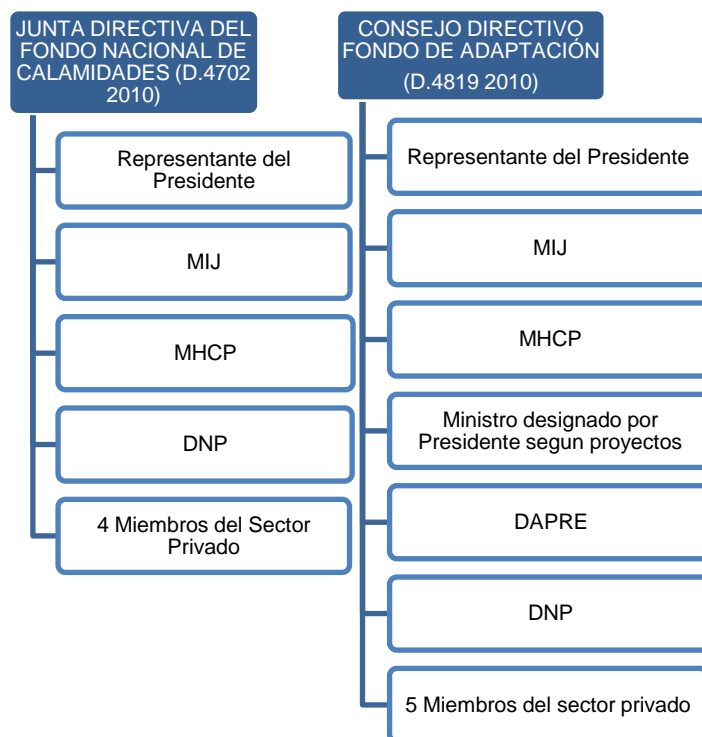 JUNTA DIRECTIVA DEL
FONDO NACIONAL DE
CALAMIDADES (D.4702
2010)
Representante del
Presidente
MIJ
MHCP
DNP
4 Miembros del Sector
Privado
CONSEJO DIRECTIVO
FONDO DE ADAPTACIÓN
(D.4819 2010)
Representante del Presidente
MIJ
MHCP
Ministro designado por
Presidente segun proyectos
DAPRE
DNP
5 Miembros del sector privado